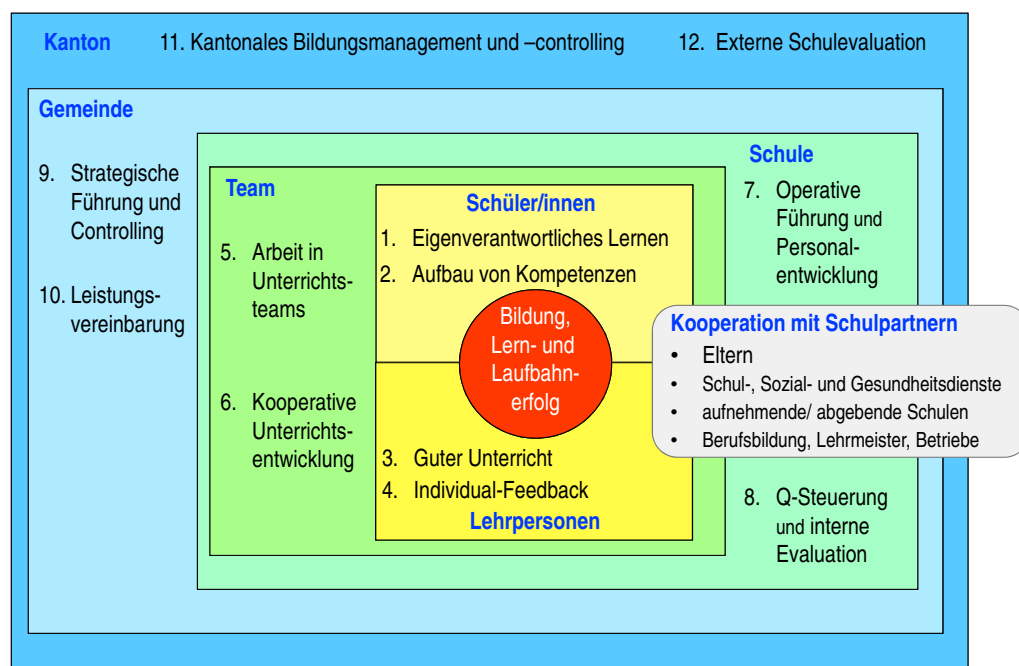 Kanton 11. Kantonales Bildungsmanagement und –controlling 12. Externe Schulevaluation
Gemeinde
9. Strategische
Führung und
Controlling
10. Leistungs-
vereinbarung
Team
5. Arbeit in
Unterrichts-
teams
6. Kooperative
Unterrichts-
entwicklung
Schüler/innen
1. Eigenverantwortliches Lernen
2. Aufbau von Kompetenzen
Bildung,
Lern- und
Laufbahn-
erfolg
3. Guter Unterricht
4. Individual-Feedback
Lehrpersonen
Schule
7. Operative
Führung und
Personal-
entwicklung
Kooperation mit Schulpartnern
• Eltern
• Schul-, Sozial- und Gesundheitsdienste
• aufnehmende/ abgebende Schulen
• Berufsbildung, Lehrmeister, Betriebe
8. Q-Steuerung
und interne
Evaluation